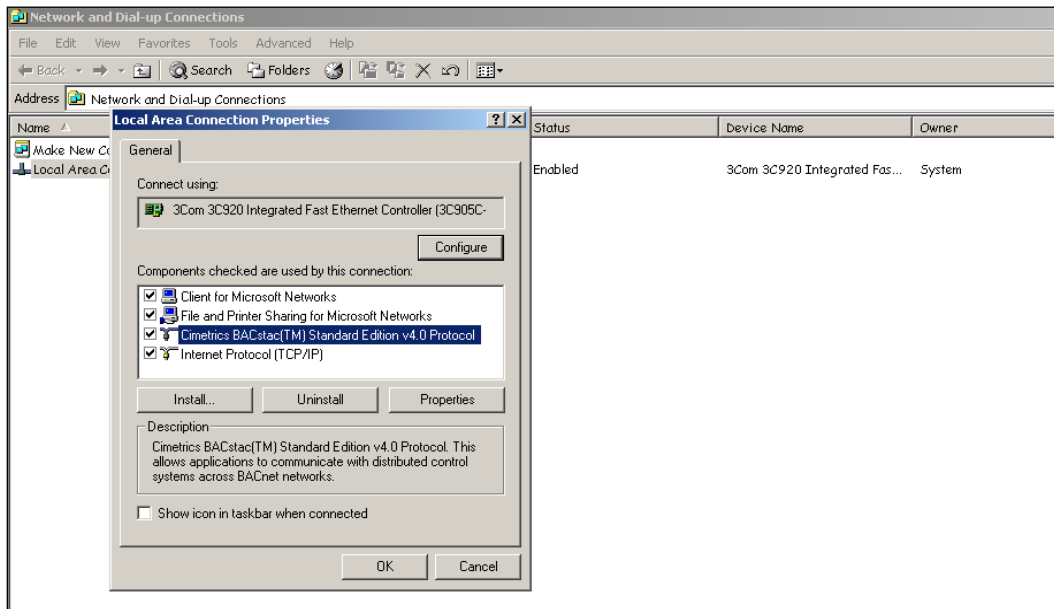 Network and Dial-up Connections
File Edit View Favorites Tools Advanced Help
Back Search Folders
Address Network and Dial-up Connections
Name Status Device Name Owner
Make New Co
Local Area Co Enabled 3Com 3C920 Integrated Fas... System
Local Area Connection Properties
General
Connect using:
3Com 3C920 Integrated Fast Ethernet Controller (3C905C-
Configure
Components checked are used by this connection:
Client for Microsoft Networks
File and Printer Sharing for Microsoft Networks
Cimetrics BACstac(TM) Standard Edition v4.0 Protocol
Internet Protocol (TCP/IP)
Install... Uninstall Properties
Description
Cimetrics BACstac(TM) Standard Edition v4.0 Protocol. This
allows applications to communicate with distributed control
systems across BACnet networks.
Show icon in taskbar when connected
OK Cancel